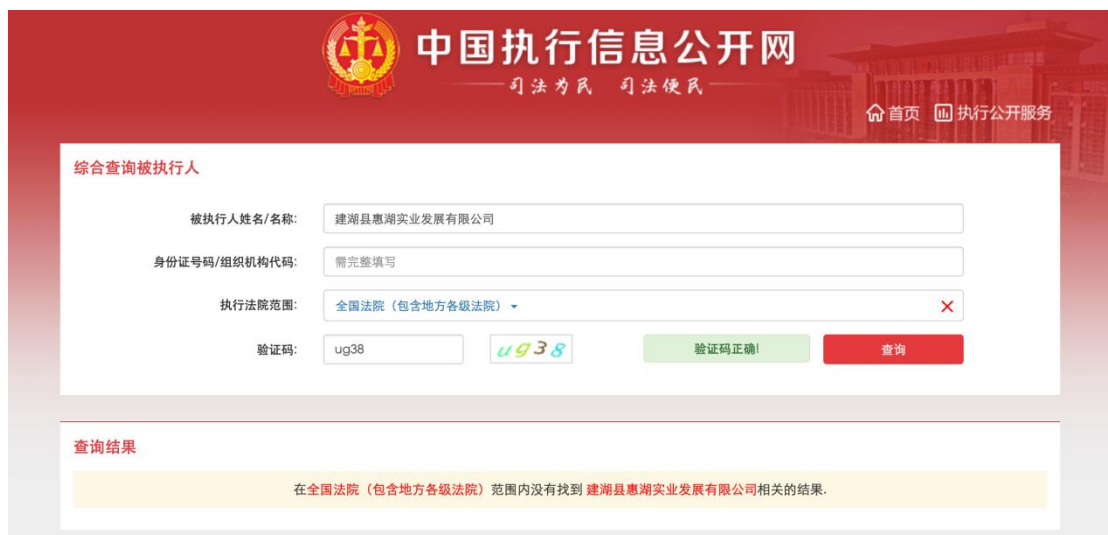 中国执行信息公开网
司法为民 司法便民
首页 执行公开服务
综合查询被执行人
被执行人姓名/名称: 建湖县惠湖实业发展有限公司
身份证号码/组织机构代码: 需完整填写
执行法院范围: 全国法院（包含地方各级法院）
验证码: ug38 ug38 验证码正确! 查询
查询结果
在全国法院（包含地方各级法院）范围内没有找到 建湖县惠湖实业发展有限公司相关的结果.